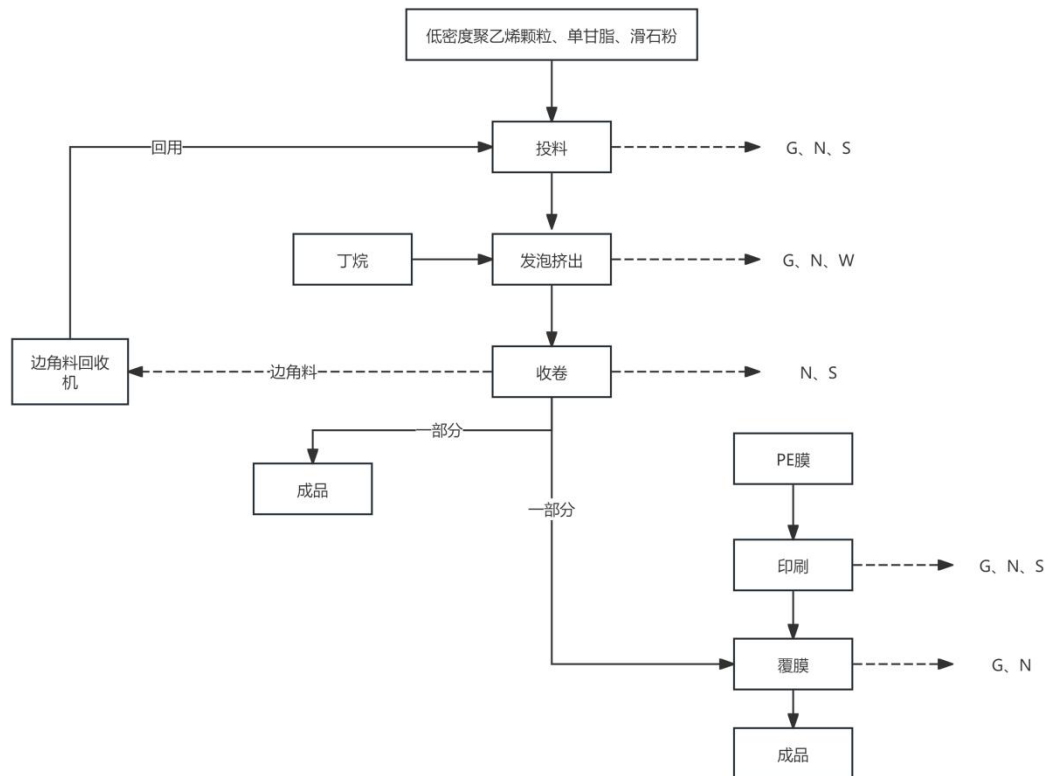 低密度聚乙烯颗粒、单甘脂、滑石粉
回用
投料
G、N、S
丁烷
发泡挤出
G、N、W
边角料回收
机
边角料
收卷
N、S
一部分
成品
一部分
PE膜
印刷
G、N、S
覆膜
G、N
成品